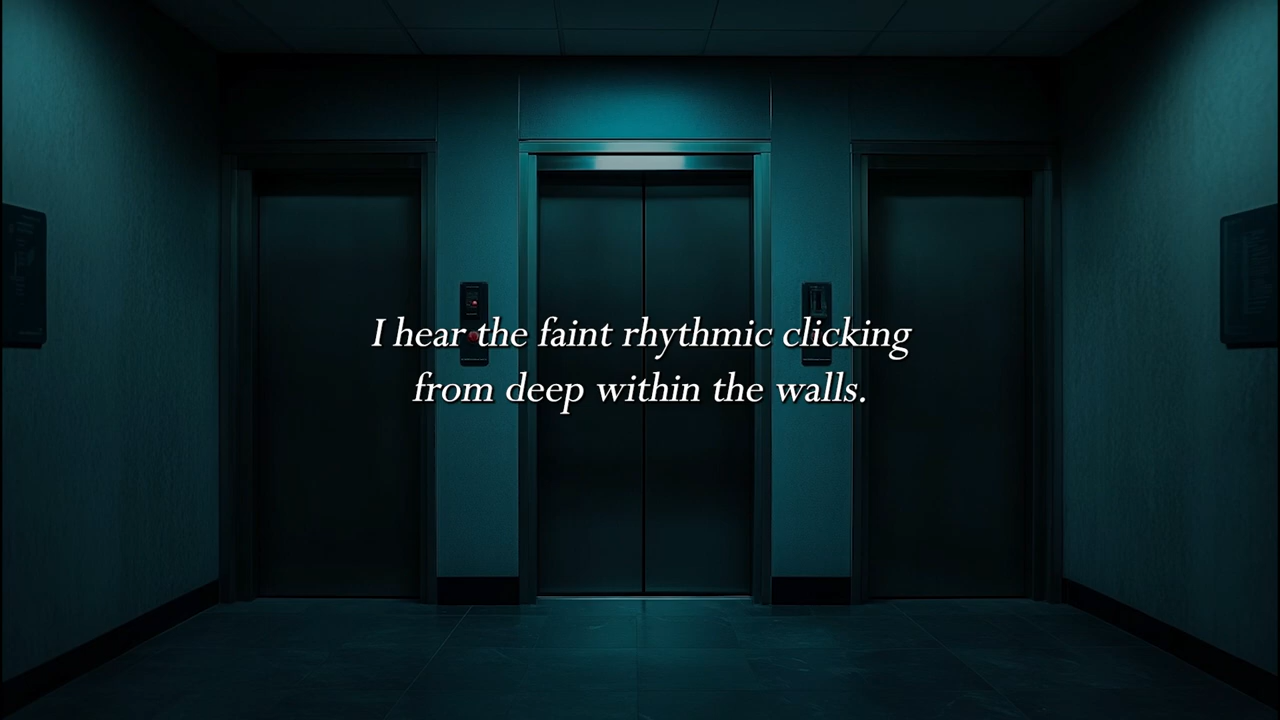 I hear the faint rhythmic clicking
from deep within the walls.